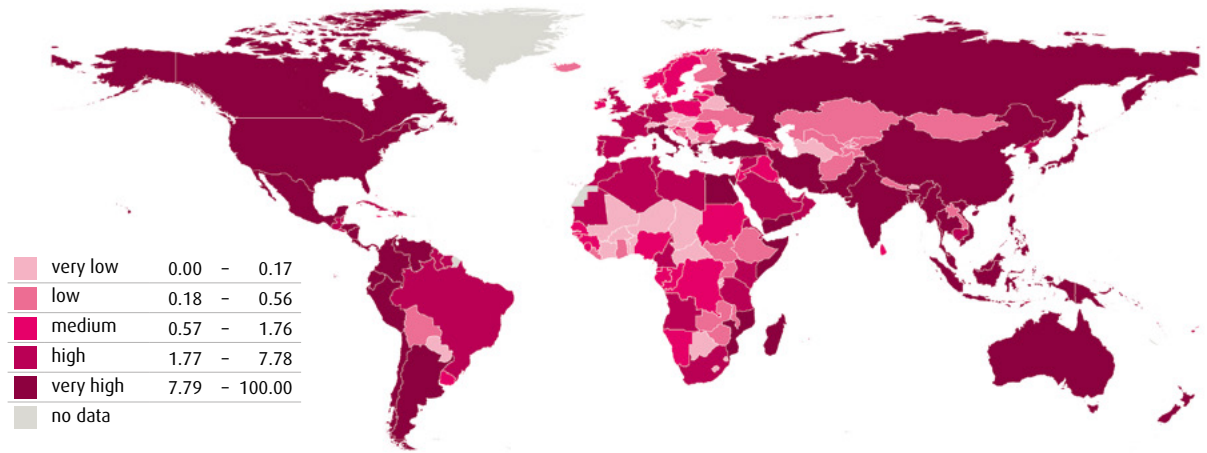 very low 0.00 – 0.17
low 0.18 – 0.56
medium 0.57 – 1.76
high 1.77 – 7.78
very high 7.79 – 100.00
no data